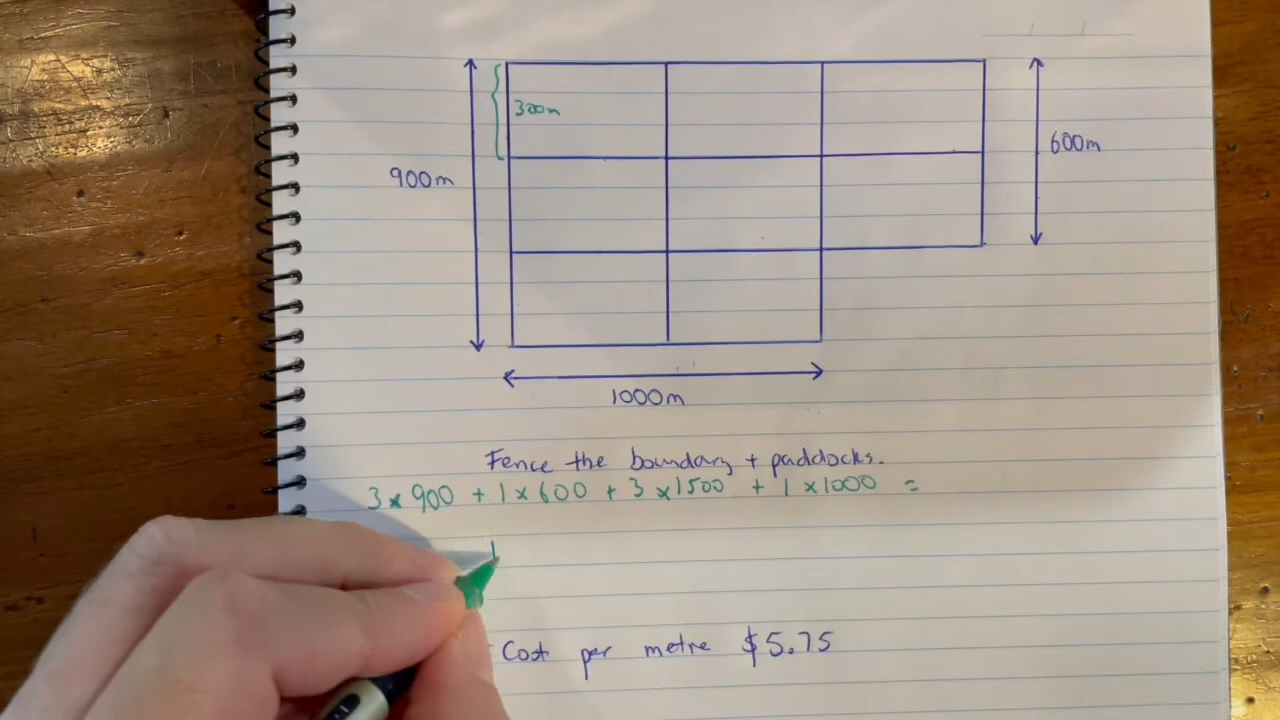 300m
600m
900m
1000m
Fence the boundary + paddocks.
3 x 900 + 1 x 600 + 3 x 1500 + 1 x 1000 =
Cost per metre $5.75